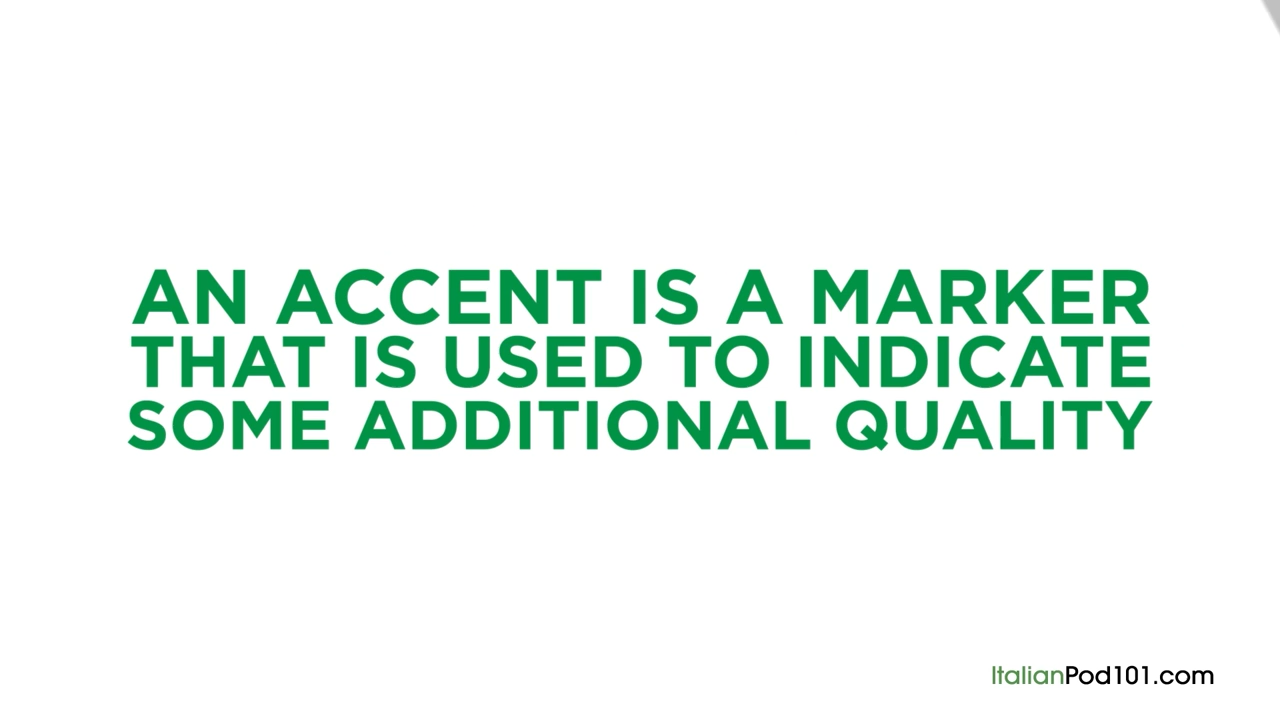 AN ACCENT IS A MARKER
THAT IS USED TO INDICATE
SOME ADDITIONAL QUALITY
ItalianPod101.com